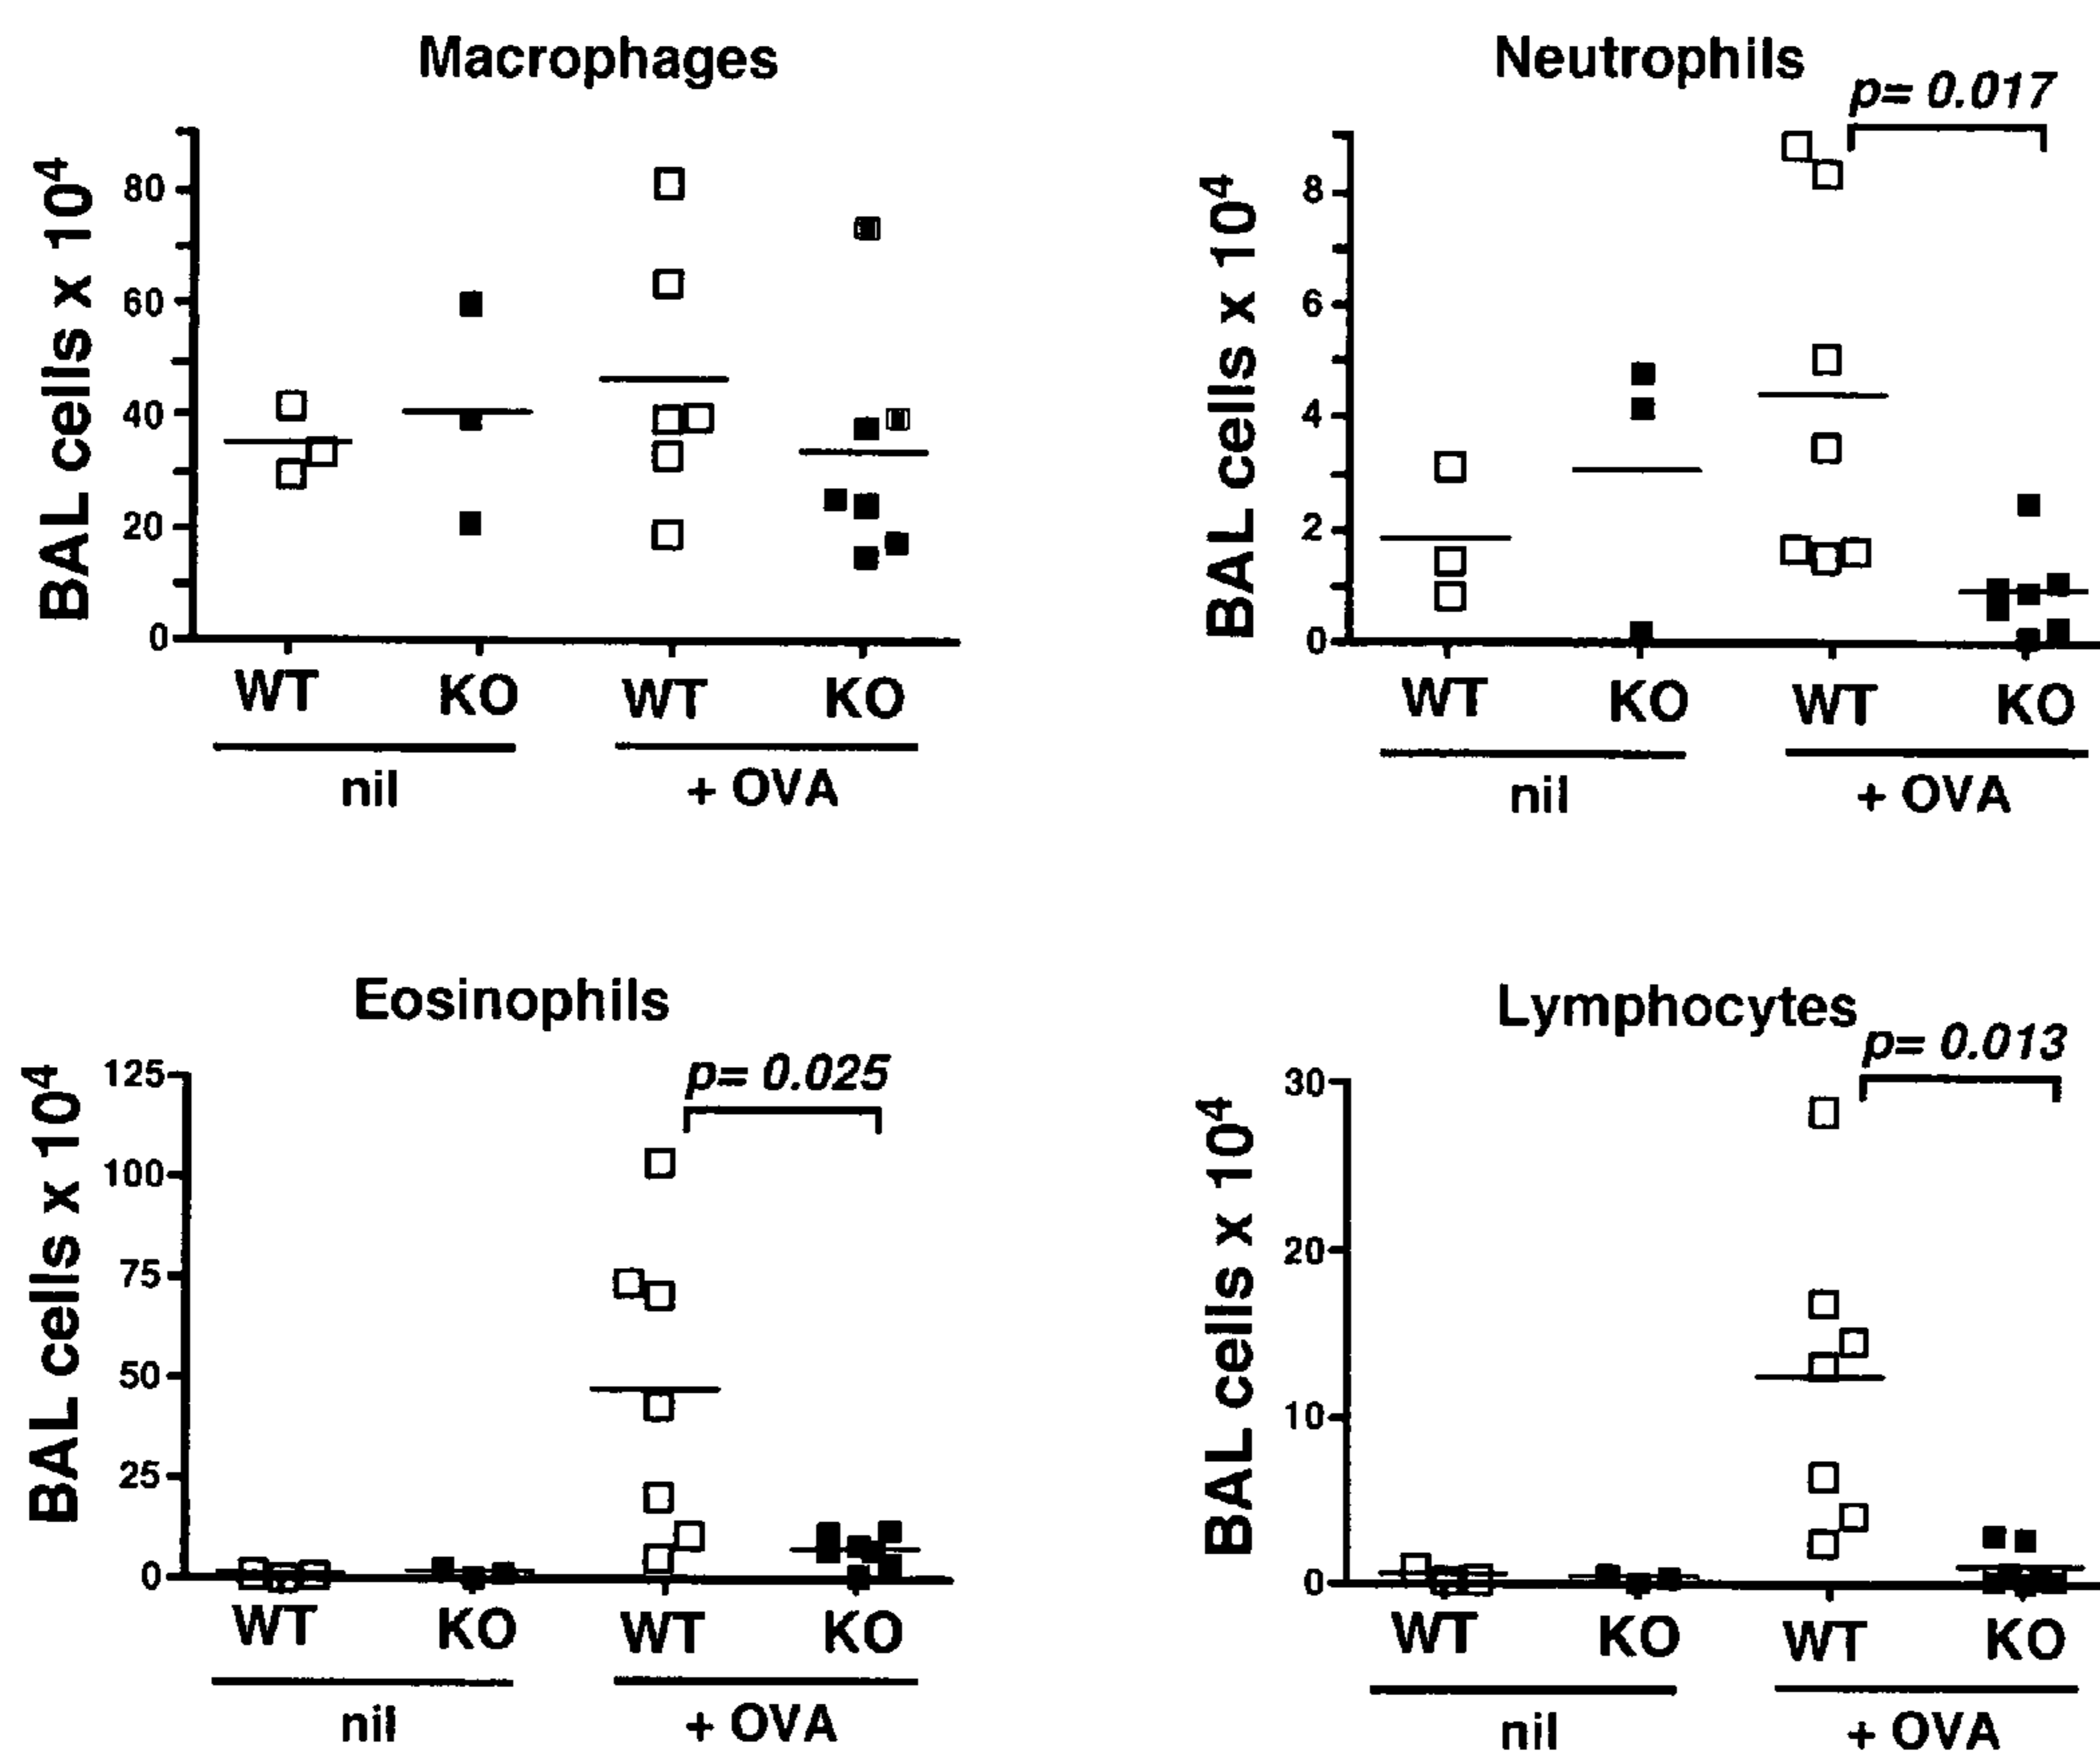 Macrophages
BAL cells x 10⁴
80
60
40
20
0
WT KO WT KO
nil + OVA
Neutrophils
p= 0.017
BAL cells x 10⁴
8
6
4
2
0
WT KO WT KO
nil + OVA
Eosinophils
p= 0.025
BAL cells x 10⁴
125
100
75
50
25
0
WT KO WT KO
nil + OVA
Lymphocytes
p= 0.013
BAL cells x 10⁴
30
20
10
0
WT KO WT KO
nil + OVA